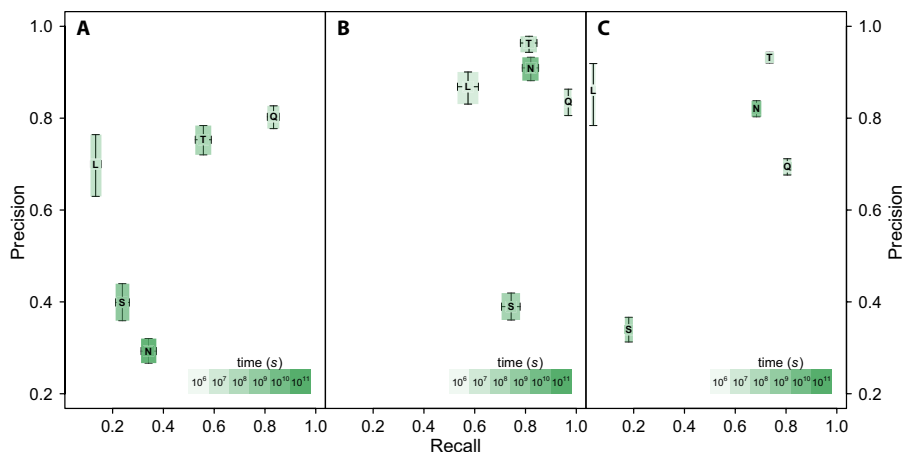 A B C
1.0 1.0
0.8 0.8
0.6 0.6
0.4 0.4
0.2 0.2
Precision
Precision
L S N T Q
L T N Q S
L S N T Q
time (s)
10⁶ 10⁷ 10⁸ 10⁹ 10¹⁰ 10¹¹
time (s)
10⁶ 10⁷ 10⁸ 10⁹ 10¹⁰ 10¹¹
time (s)
10⁶ 10⁷ 10⁸ 10⁹ 10¹⁰ 10¹¹
0.2 0.4 0.6 0.8 1.0 0.2 0.4 0.6 0.8 1.0 0.2 0.4 0.6 0.8 1.0
Recall